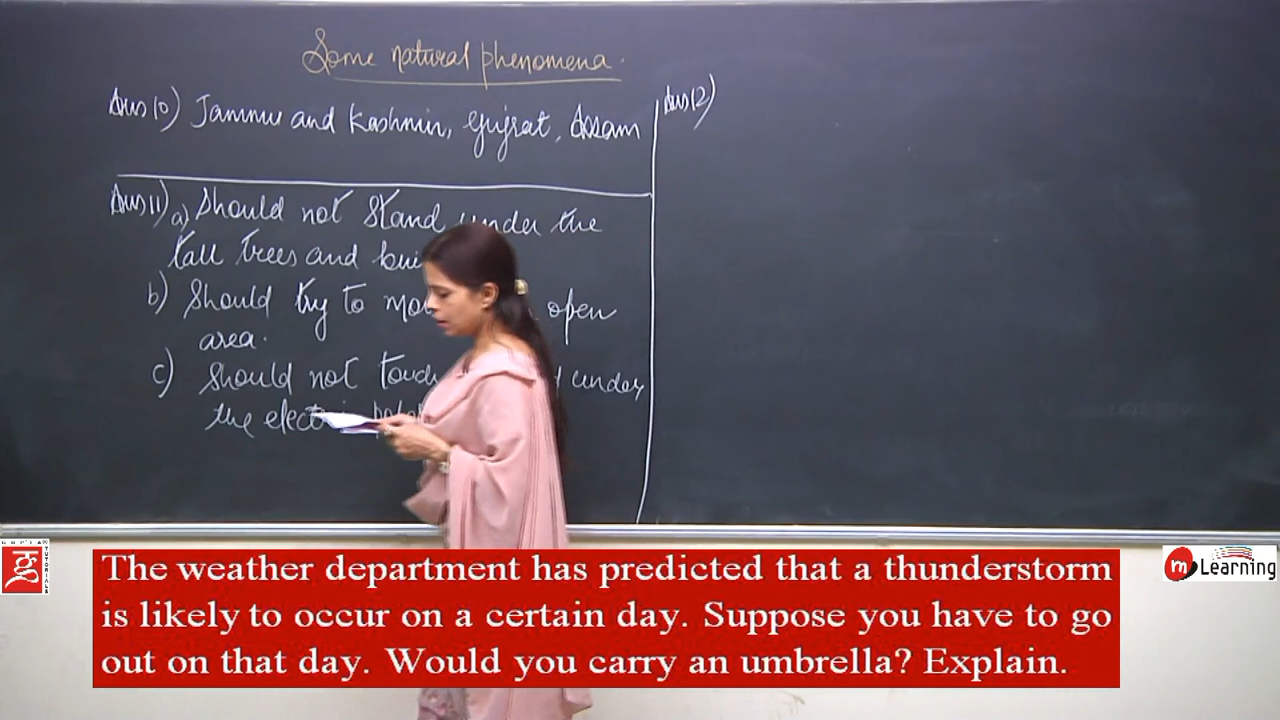 Some natural phenomena.
Ans 10) Jammu and Kashmir, Gujrat, Assam
Ans 11) a) Should not Stand under the
tall trees and
b) Should try to open
area.
c) Should not touch under
the
Ans 12)
GUPTA
TUTORIALS
m Learning
The weather department has predicted that a thunderstorm
is likely to occur on a certain day. Suppose you have to go
out on that day. Would you carry an umbrella? Explain.